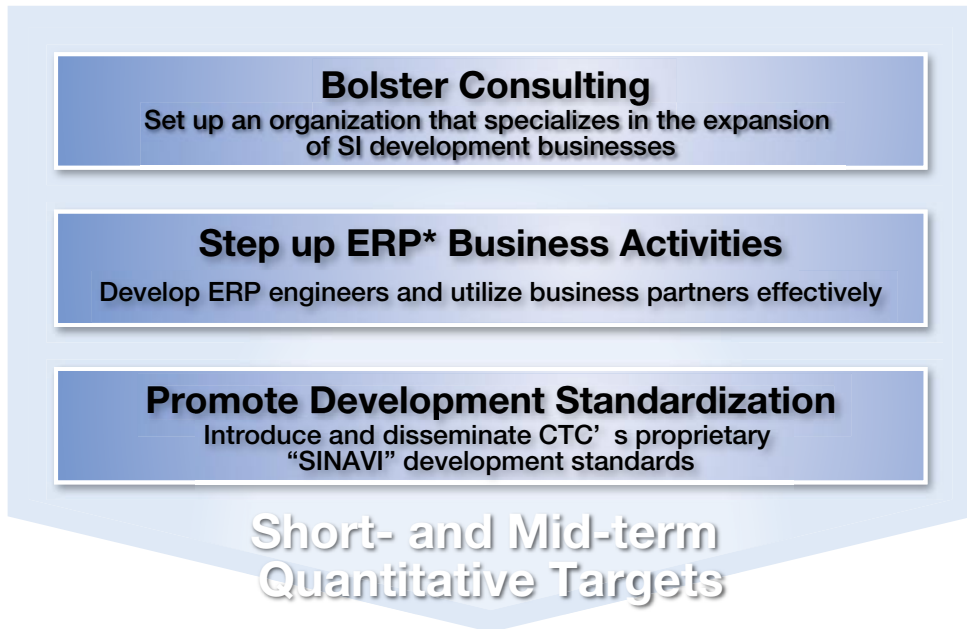 Bolster Consulting
Set up an organization that specializes in the expansion
of SI development businesses
Step up ERP* Business Activities
Develop ERP engineers and utilize business partners effectively
Promote Development Standardization
Introduce and disseminate CTC’ s proprietary
“SINAVI” development standards
Short- and Mid-term
Quantitative Targets